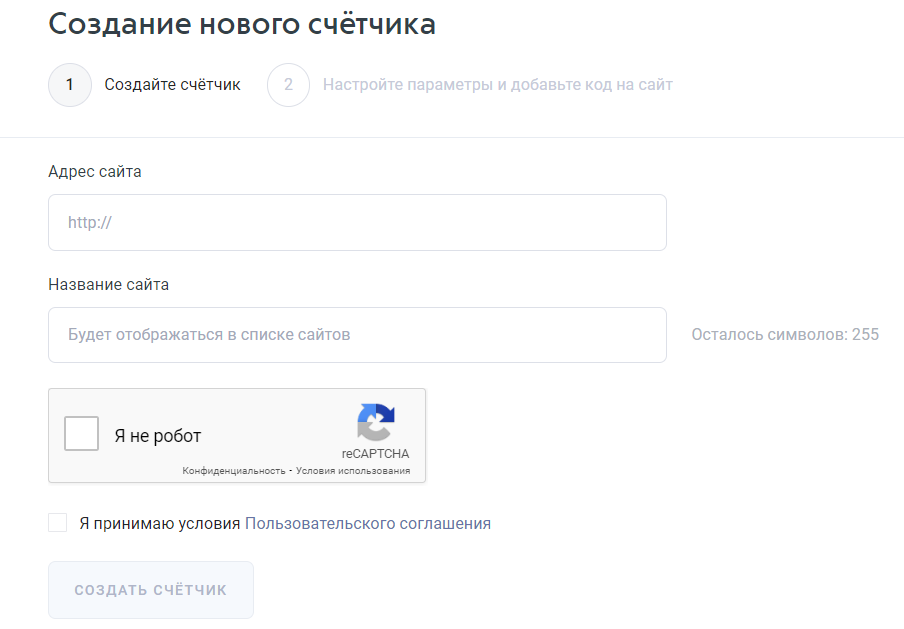 Создание нового счётчика
1 Создайте счётчик 2 Настройте параметры и добавьте код на сайт
Адрес сайта
http://
Название сайта
Будет отображаться в списке сайтов Осталось символов: 255
Я не робот
reCAPTCHA
Конфиденциальность - Условия использования
Я принимаю условия Пользовательского соглашения
СОЗДАТЬ СЧЁТЧИК